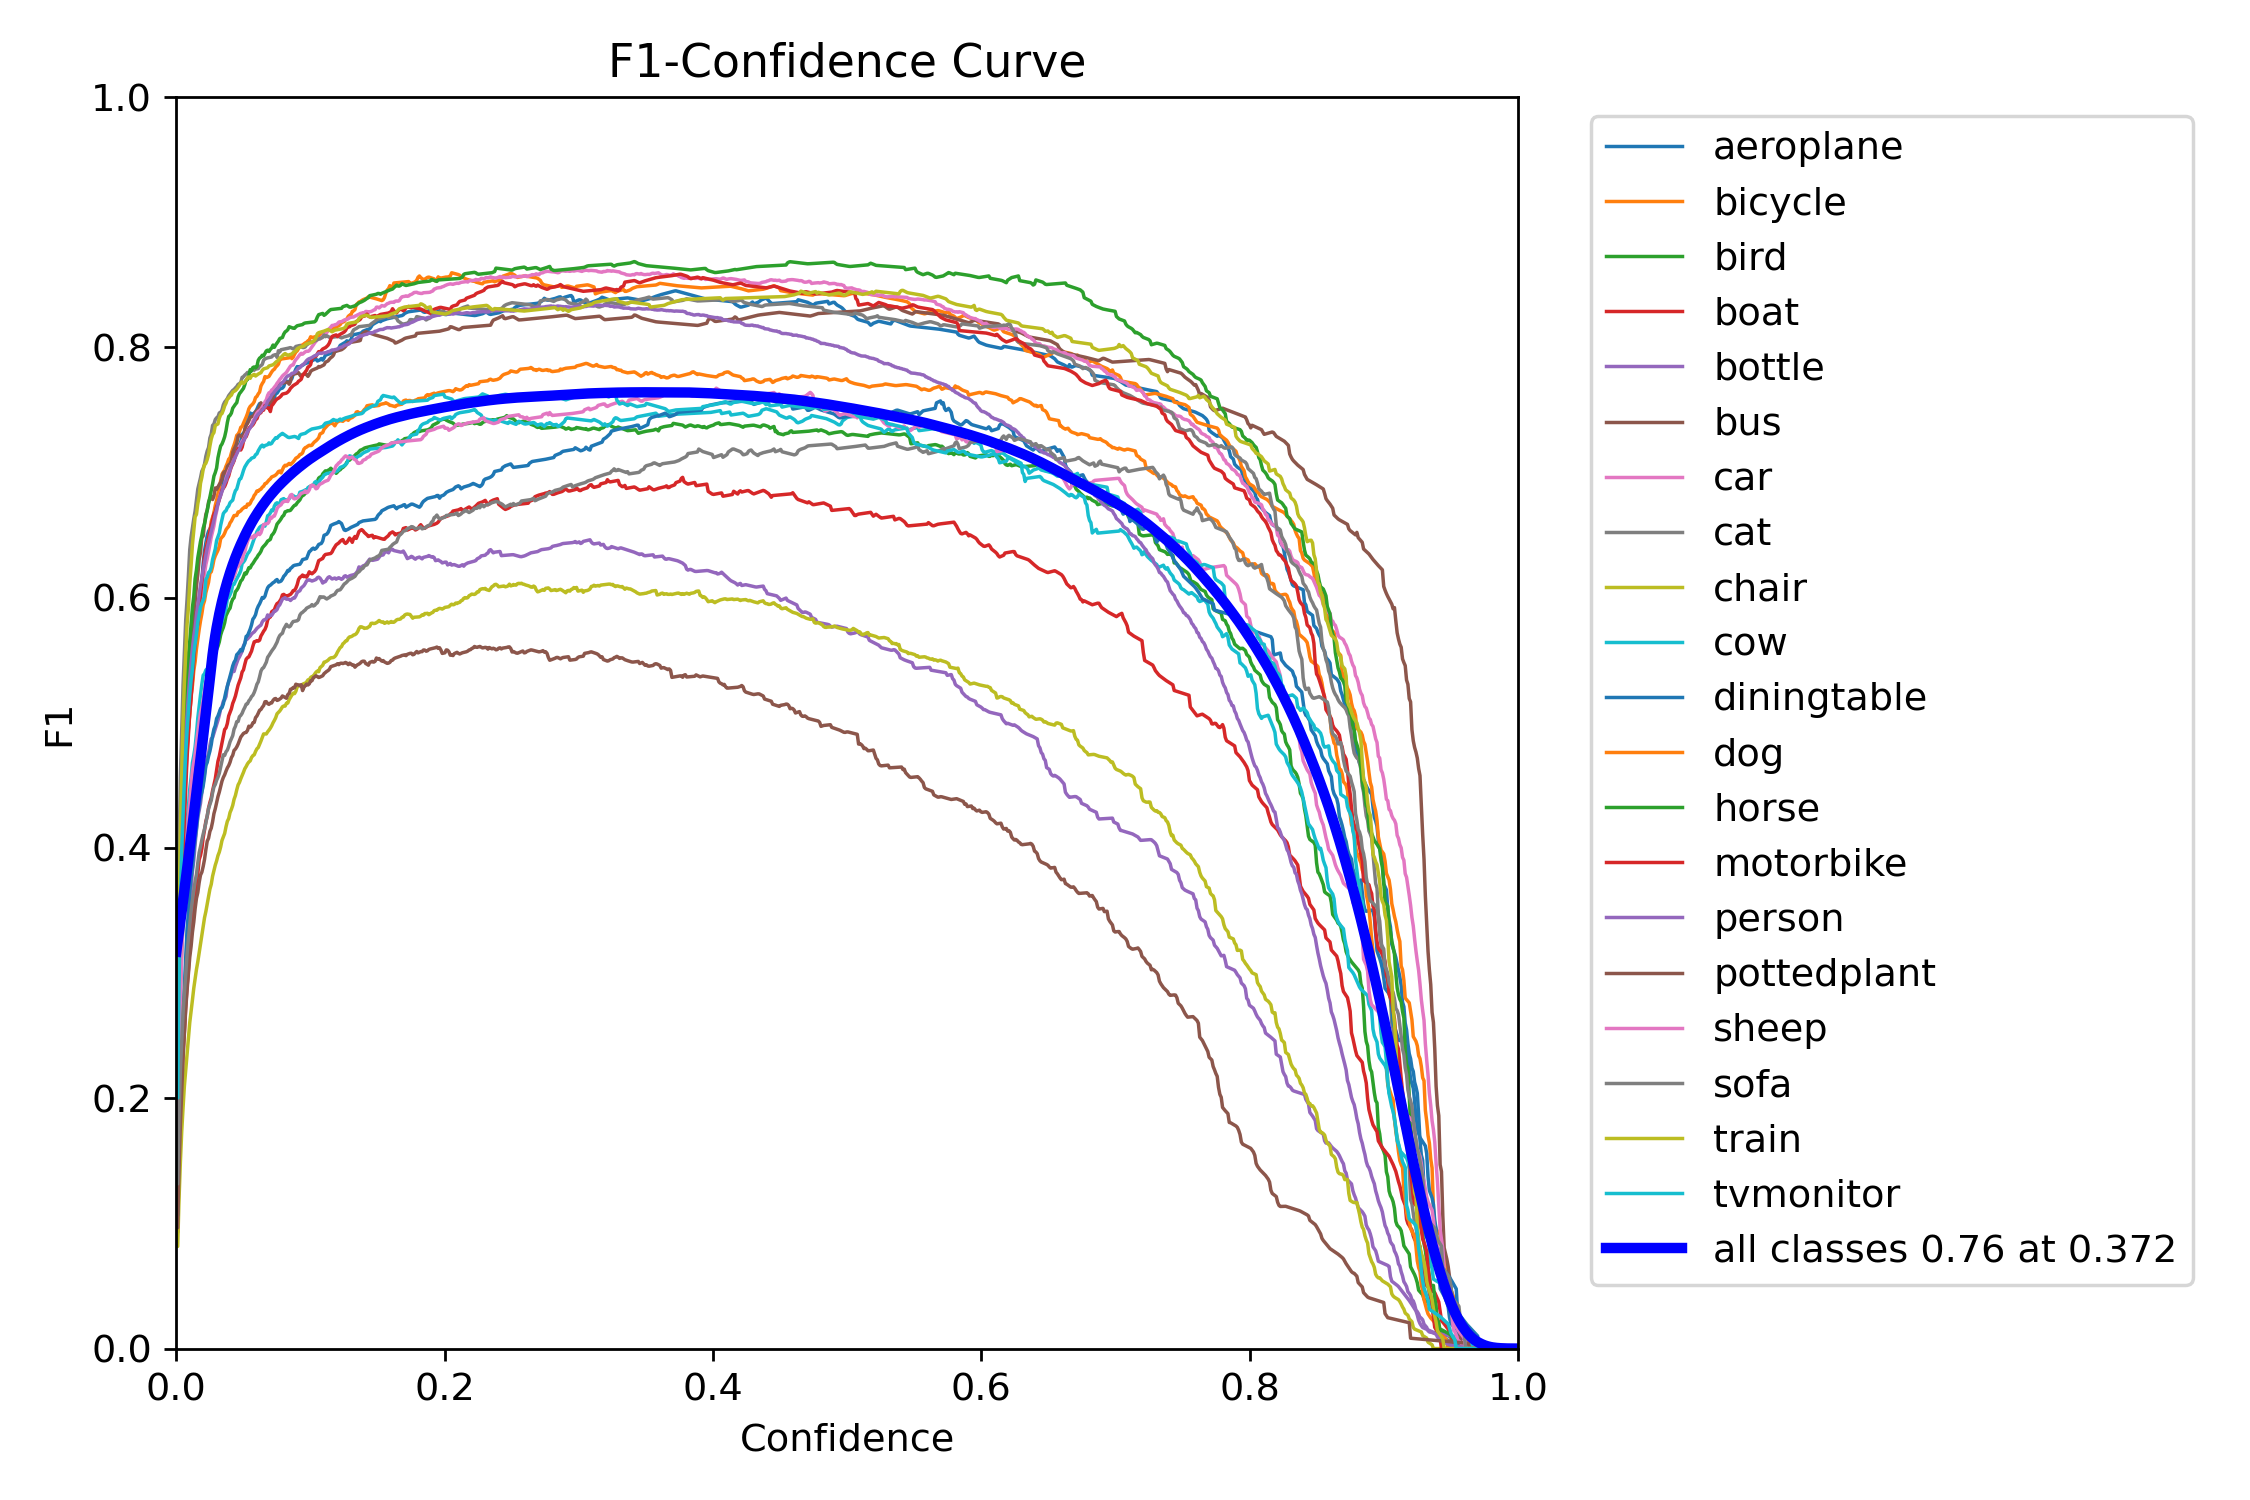 F1-Confidence Curve
1.0
0.8
0.6
0.4
0.2
0.0
F1
0.0 0.2 0.4 0.6 0.8 1.0
Confidence
aeroplane
bicycle
bird
boat
bottle
bus
car
cat
chair
cow
diningtable
dog
horse
motorbike
person
pottedplant
sheep
sofa
train
tvmonitor
all classes 0.76 at 0.372